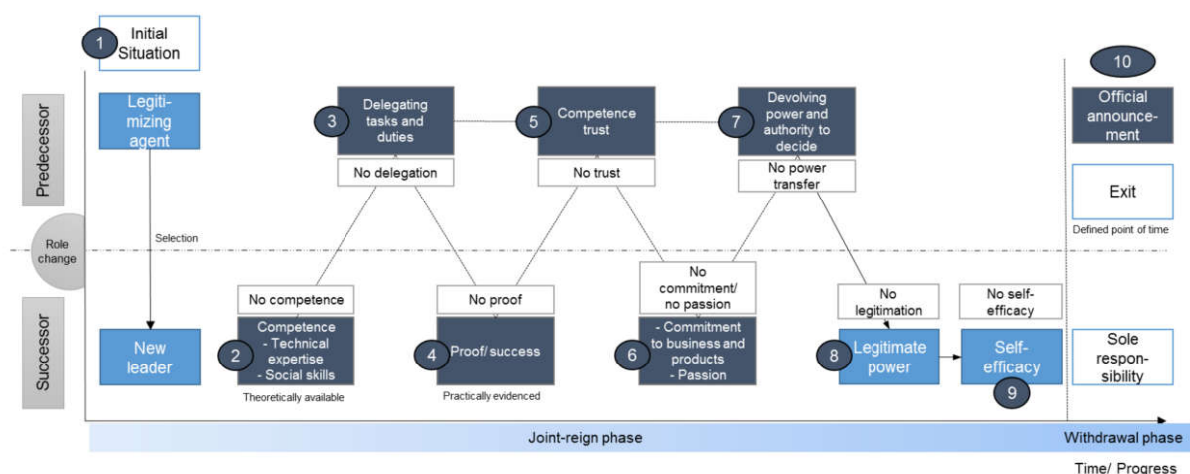 1
Initial
Situation
Predecessor
Legiti-
mizing
agent
3
Delegating
tasks and
duties
No delegation
5
Competence
trust
No trust
7
Devolving
power and
authority to
decide
No power
transfer
10
Official
announce-
ment
Exit
Defined point of time
Role
change
Selection
Successor
New
leader
No competence
2
Competence
- Technical
expertise
- Social skills
Theoretically available
No proof
4
Proof/ success
Practically evidenced
No
commitment/
no passion
6
- Commitment
to business and
products
- Passion
No
legitimation
8
Legitimate
power
No self-
efficacy
Self-
efficacy
9
Sole
respon-
sibility
Joint-reign phase
Withdrawal phase
Time/ Progress